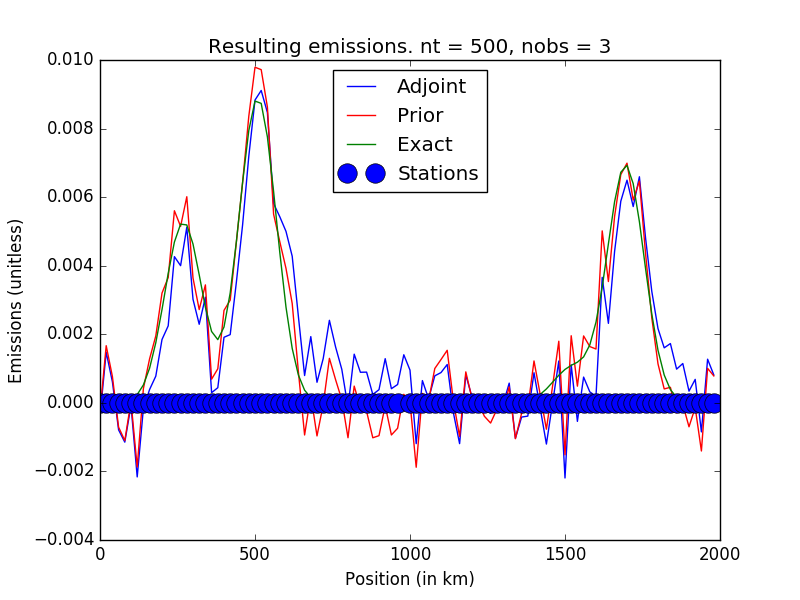 Resulting emissions. nt = 500, nobs = 3
Adjoint
Prior
Exact
Stations
Emissions (unitless)
0.010
0.008
0.006
0.004
0.002
0.000
−0.002
−0.004
0 500 1000 1500 2000
Position (in km)